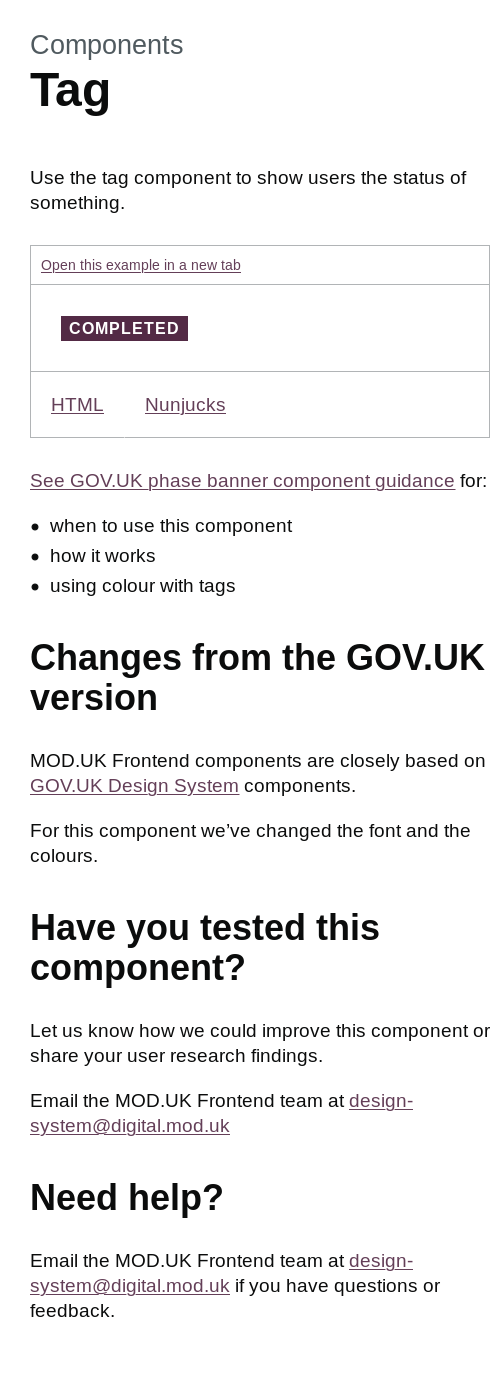 Components
Tag
Use the tag component to show users the status of
something.
Open this example in a new tab
COMPLETED
HTML Nunjucks
See GOV.UK phase banner component guidance for:
• when to use this component
• how it works
• using colour with tags
Changes from the GOV.UK
version
MOD.UK Frontend components are closely based on
GOV.UK Design System components.
For this component we’ve changed the font and the
colours.
Have you tested this
component?
Let us know how we could improve this component or
share your user research findings.
Email the MOD.UK Frontend team at design-
system@digital.mod.uk
Need help?
Email the MOD.UK Frontend team at design-
system@digital.mod.uk if you have questions or
feedback.